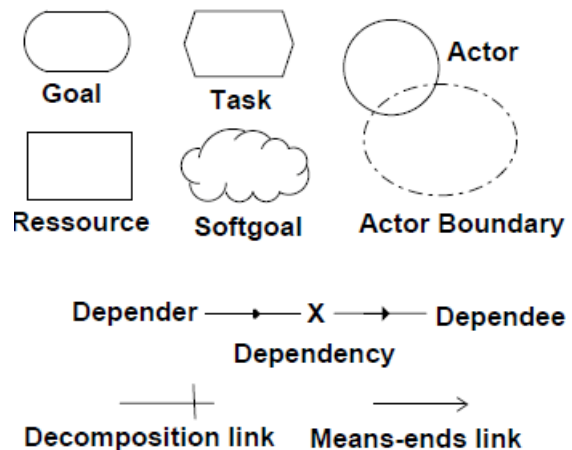 Goal
Task
Actor
Ressource
Softgoal
Actor Boundary
Depender X Dependee
Dependency
Decomposition link
Means-ends link